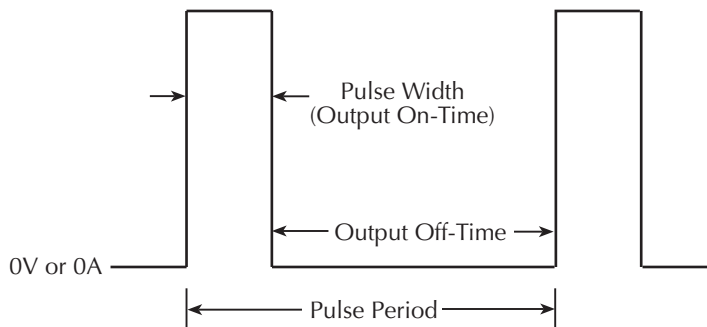 Pulse Width
(Output On-Time)
Output Off-Time
0V or 0A
Pulse Period